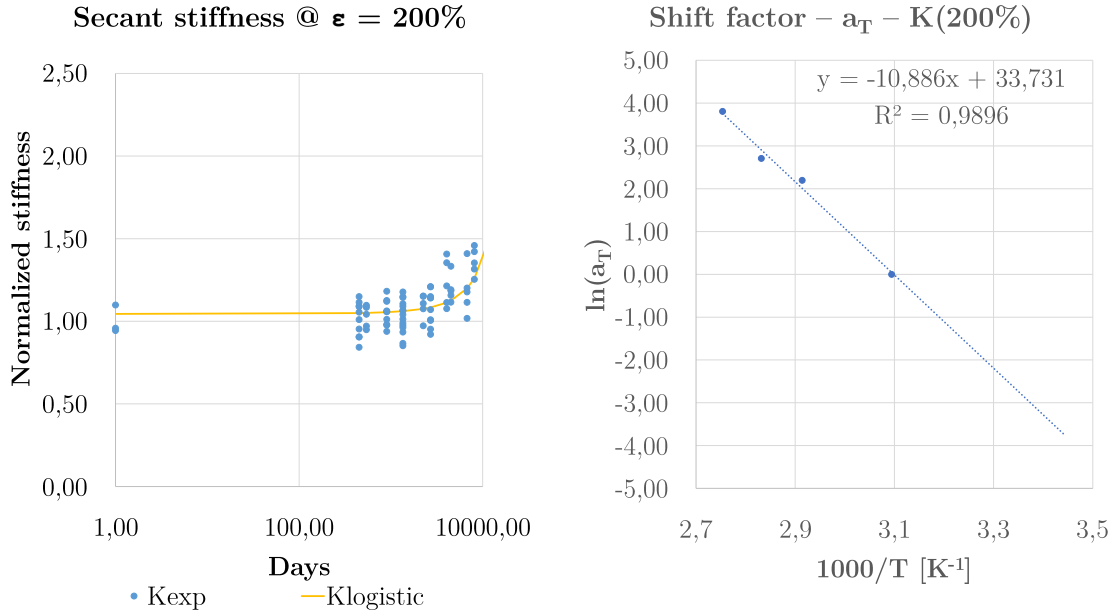 Secant stiffness @ ε = 200%
Normalized stiffness
2,50
2,00
1,50
1,00
0,50
0,00
1,00
100,00
10000,00
Days
Kexp
Klogistic
Shift factor – aT – K(200%)
ln(aT)
5,00
4,00
3,00
2,00
1,00
0,00
-1,00
-2,00
-3,00
-4,00
-5,00
y = -10,886x + 33,731
R² = 0,9896
2,7
2,9
3,1
3,3
3,5
1000/T [K-1]